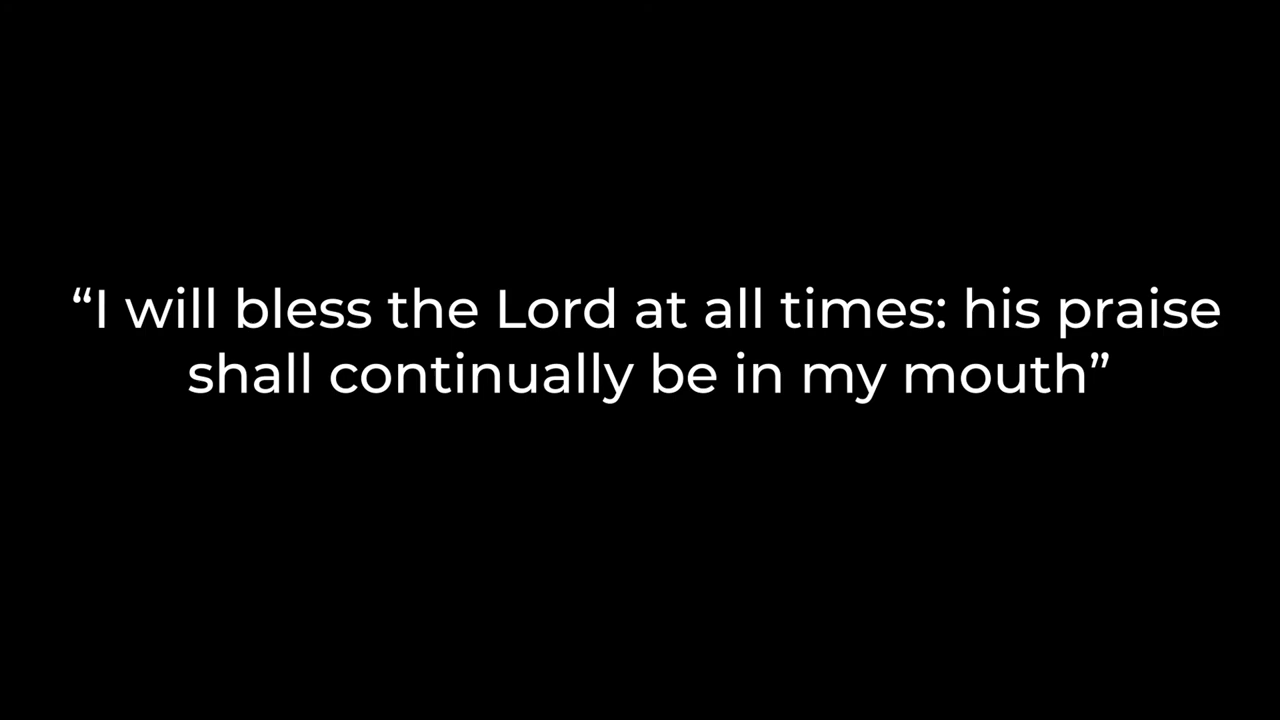 “I will bless the Lord at all times: his praise
shall continually be in my mouth”